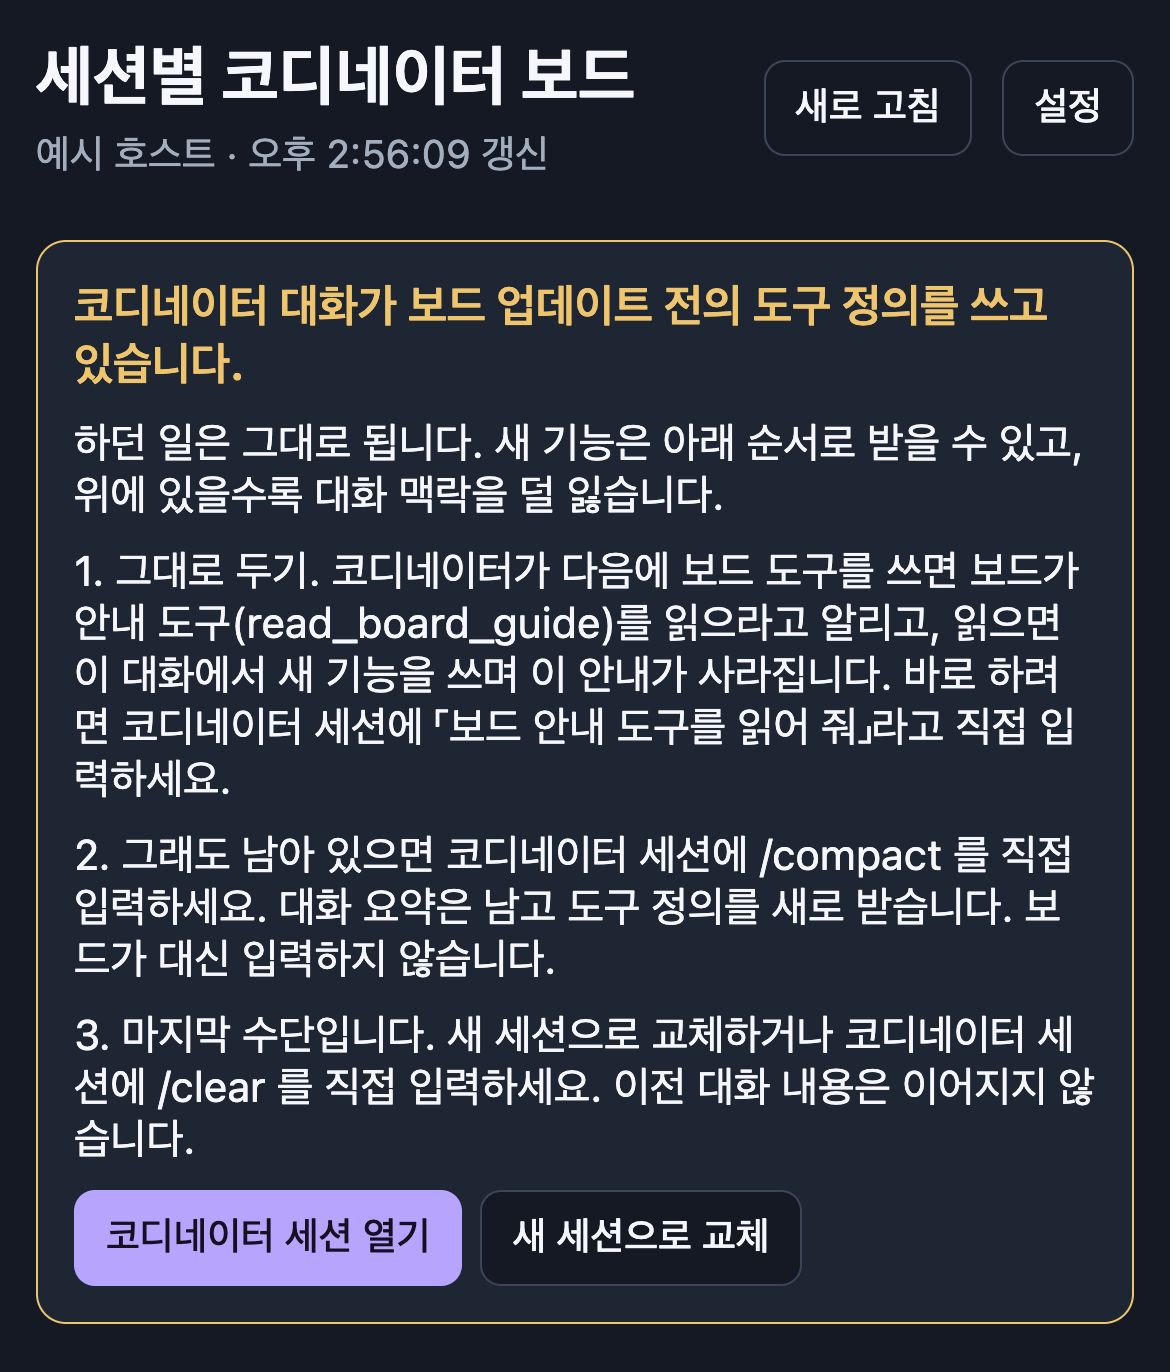 세션별 코디네이터 보드
예시 호스트 · 오후 2:56:09 갱신
새로 고침
설정
코디네이터 대화가 보드 업데이트 전의 도구 정의를 쓰고
있습니다.
하던 일은 그대로 됩니다. 새 기능은 아래 순서로 받을 수 있고,
위에 있을수록 대화 맥락을 덜 잃습니다.
1. 그대로 두기. 코디네이터가 다음에 보드 도구를 쓰면 보드가
안내 도구(read_board_guide)를 읽으라고 알리고, 읽으면
이 대화에서 새 기능을 쓰며 이 안내가 사라집니다. 바로 하려
면 코디네이터 세션에 「보드 안내 도구를 읽어 줘」라고 직접 입
력하세요.
2. 그래도 남아 있으면 코디네이터 세션에 /compact 를 직접
입력하세요. 대화 요약은 남고 도구 정의를 새로 받습니다. 보
드가 대신 입력하지 않습니다.
3. 마지막 수단입니다. 새 세션으로 교체하거나 코디네이터 세
션에 /clear 를 직접 입력하세요. 이전 대화 내용은 이어지지 않
습니다.
코디네이터 세션 열기
새 세션으로 교체